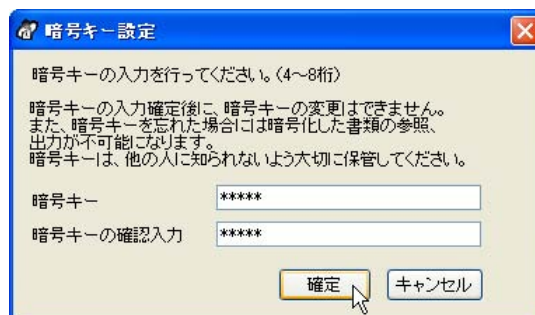 暗号キー設定
暗号キーの入力を行ってください。(4～8桁)
暗号キーの入力確定後に、暗号キーの変更はできません。
また、暗号キーを忘れた場合には暗号化した書類の参照、
出力が不可能になります。
暗号キーは、他の人に知られないよう大切に保管してください。
暗号キー *****
暗号キーの確認入力 *****
確定 キャンセル